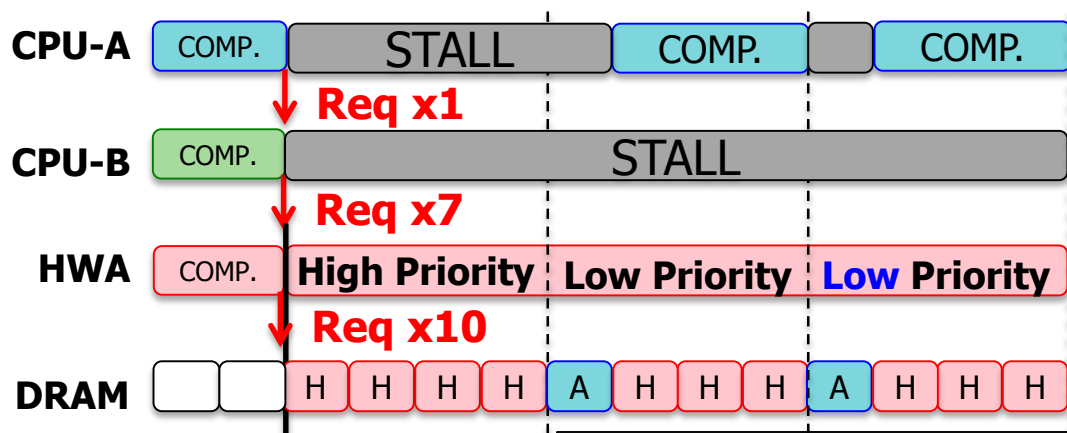 CPU-A COMP. STALL COMP. COMP.
Req x1
CPU-B COMP. STALL
Req x7
HWA COMP. High Priority Low Priority Low Priority
Req x10
DRAM H H H H A H H H A H H H